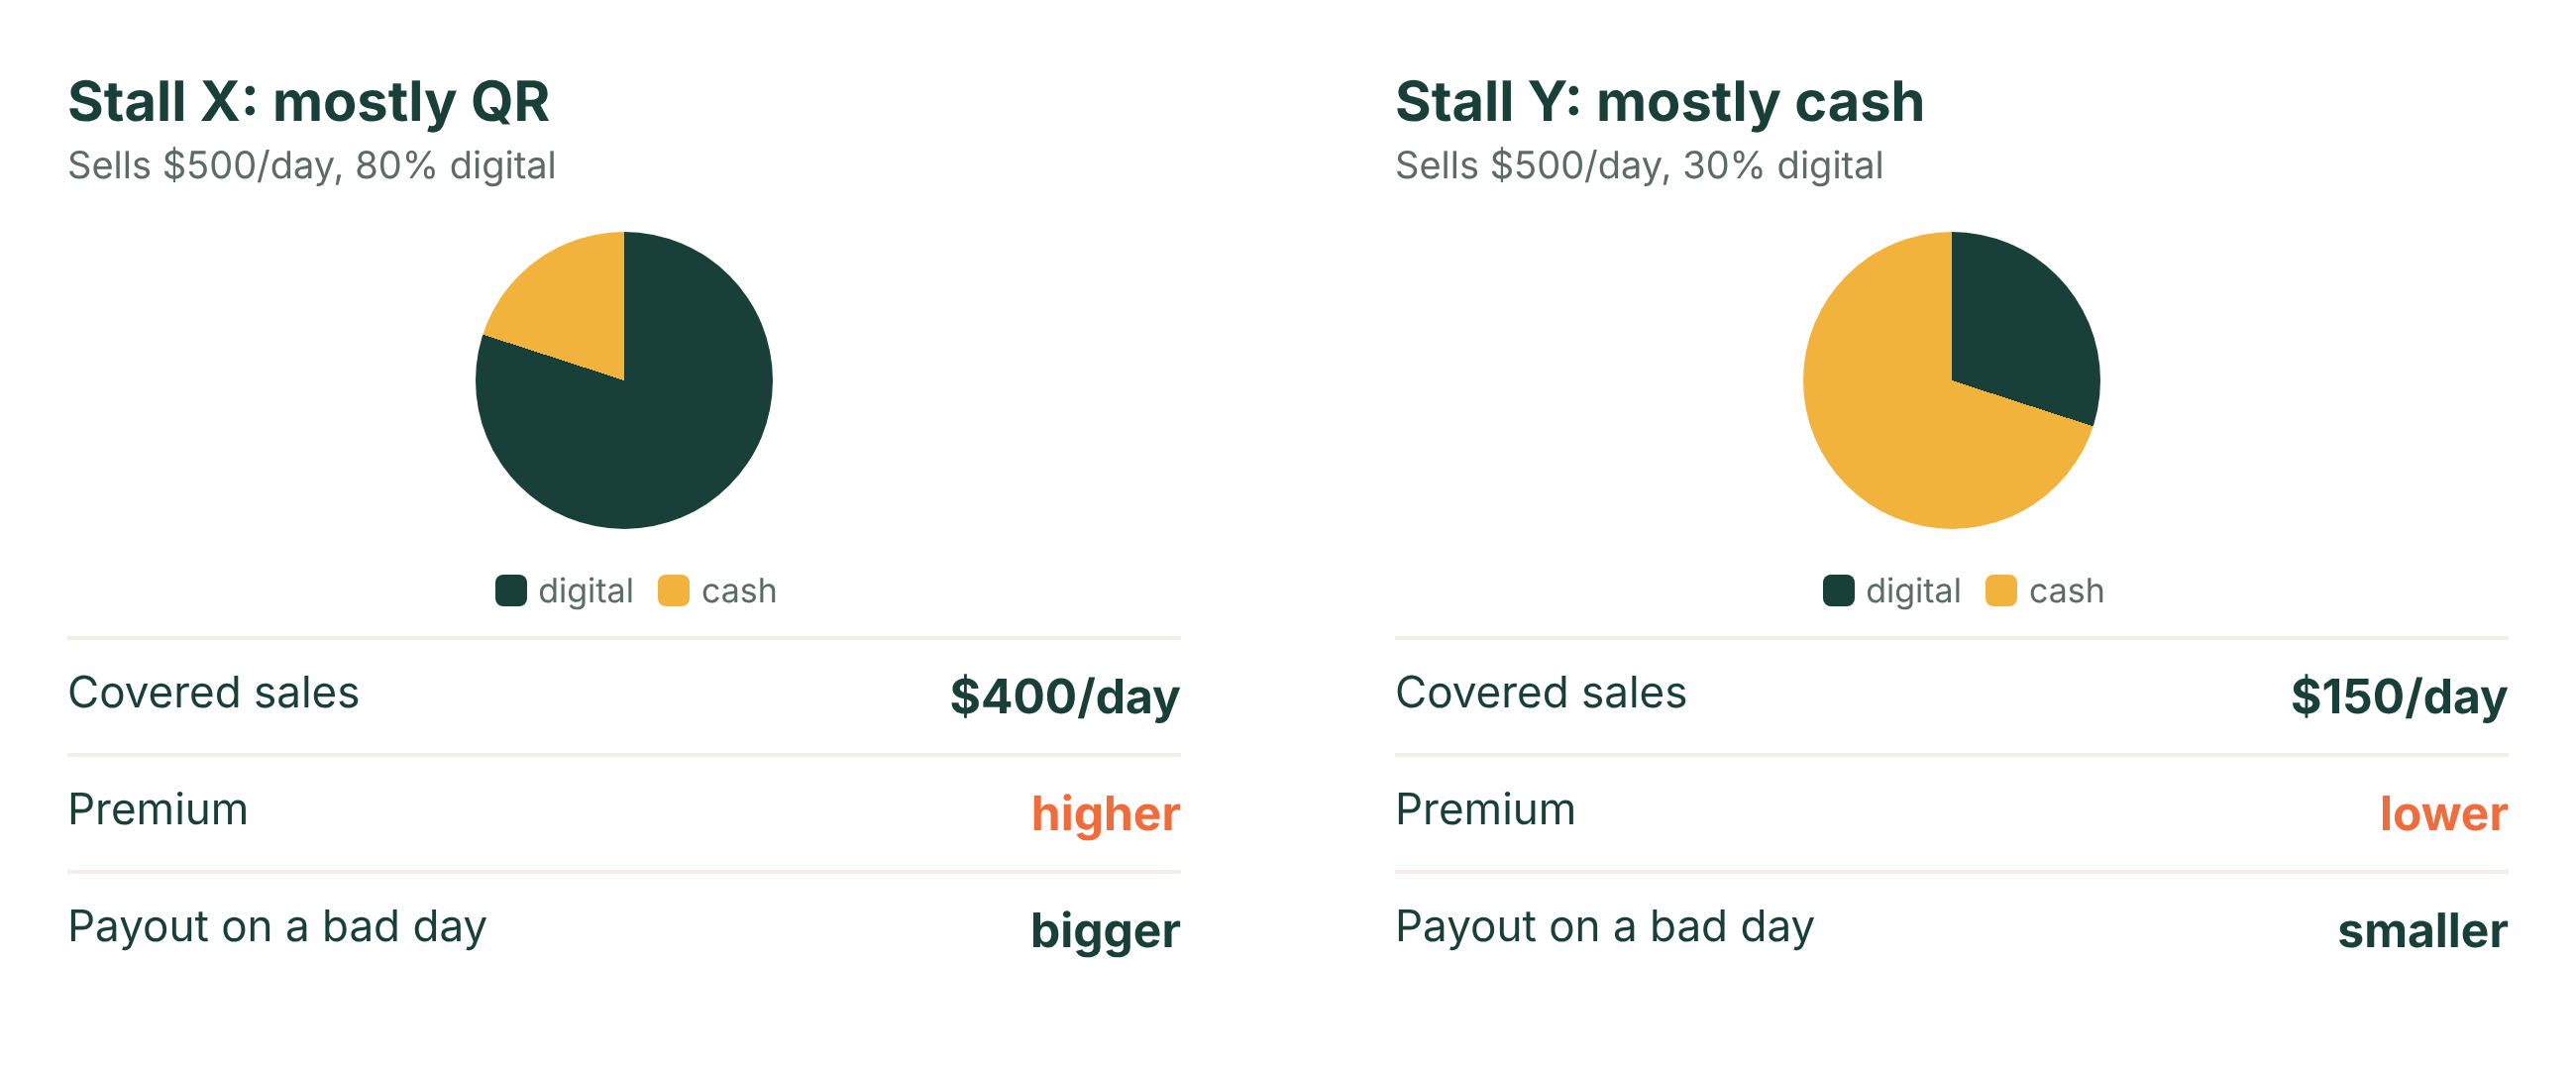 Stall X: mostly QR
Sells $500/day, 80% digital
digital cash
Covered sales $400/day
Premium higher
Payout on a bad day bigger
Stall Y: mostly cash
Sells $500/day, 30% digital
digital cash
Covered sales $150/day
Premium lower
Payout on a bad day smaller